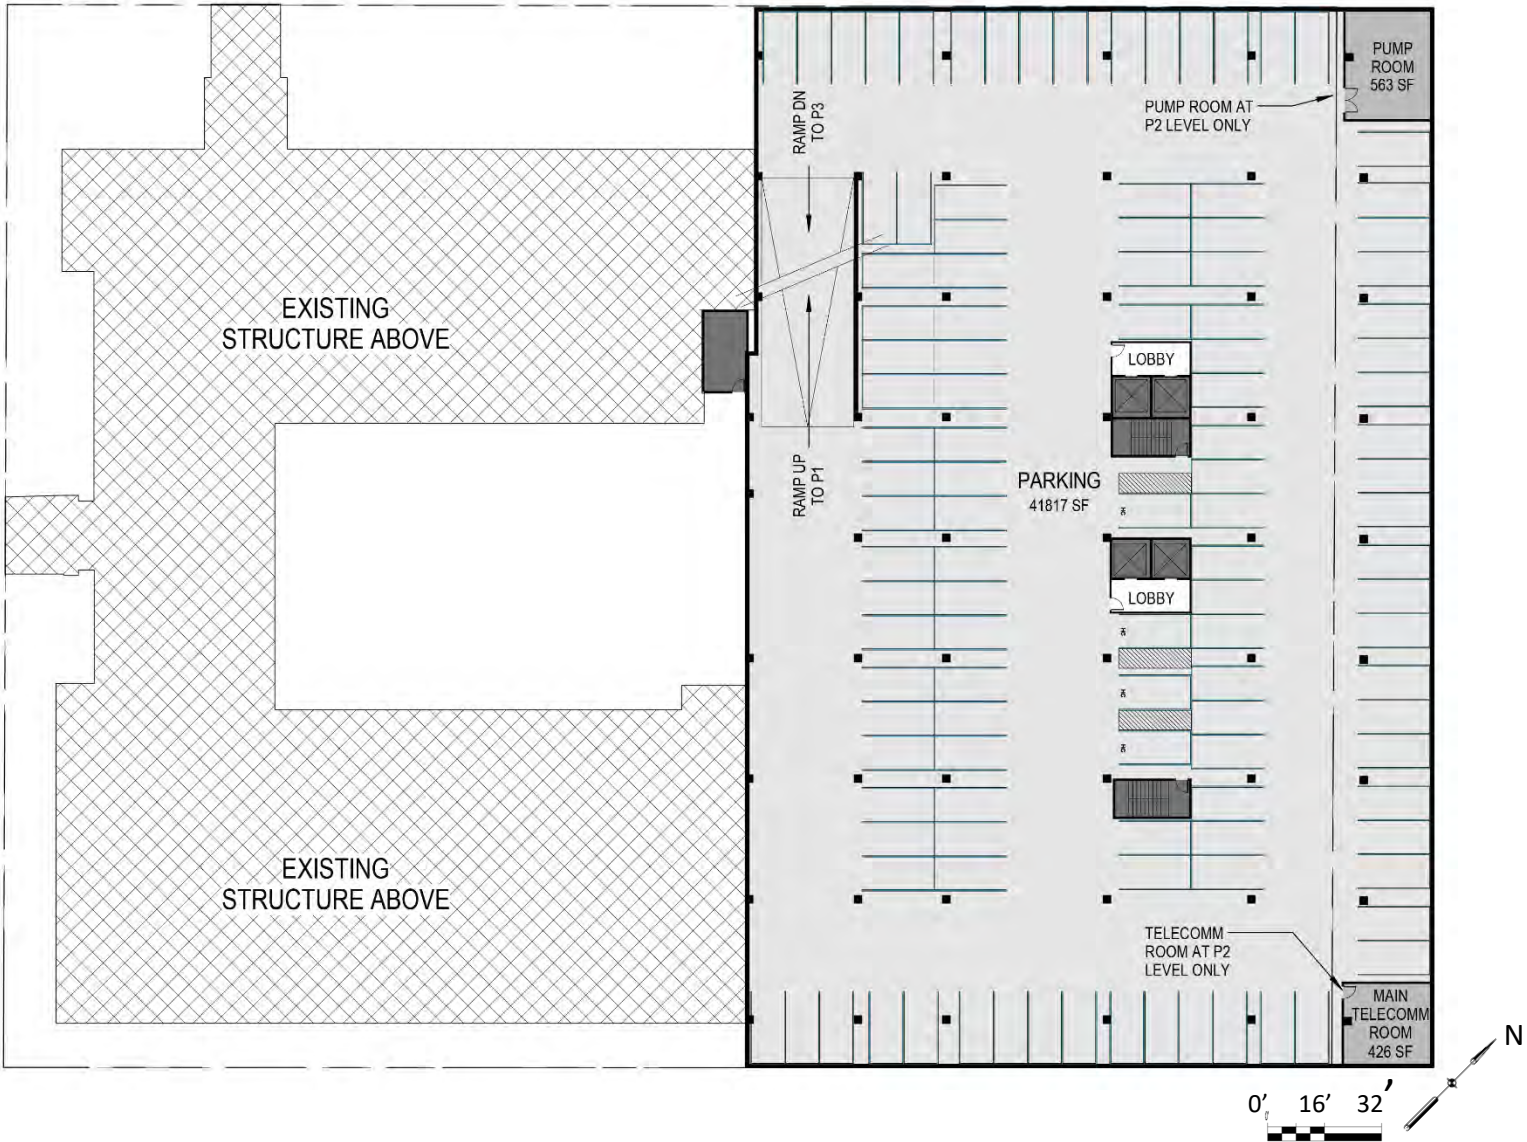 PUMP
ROOM
563 SF
RAMP DN
TO P3
PUMP ROOM AT
P2 LEVEL ONLY
EXISTING
STRUCTURE ABOVE
LOBBY
RAMP UP
TO P1
PARKING
41817 SF
LOBBY
EXISTING
STRUCTURE ABOVE
TELECOMM
ROOM AT P2
LEVEL ONLY
MAIN
TELECOMM
ROOM
426 SF
N
0’ 16’ 32’